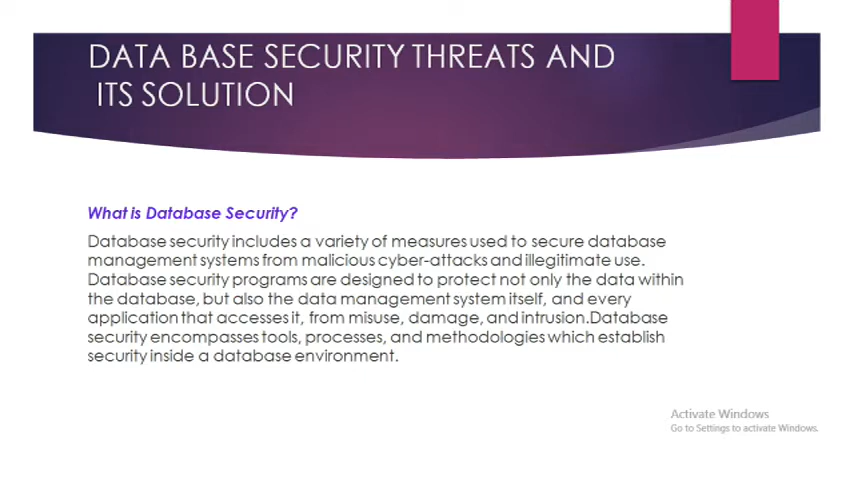 DATA BASE SECURITY THREATS AND
ITS SOLUTION
What is Database Security?
Database security includes a variety of measures used to secure database
management systems from malicious cyber-attacks and illegitimate use.
Database security programs are designed to protect not only the data within
the database, but also the data management system itself, and every
application that accesses it, from misuse, damage, and intrusion.Database
security encompasses tools, processes, and methodologies which establish
security inside a database environment.
Activate Windows
Go to Settings to activate Windows.